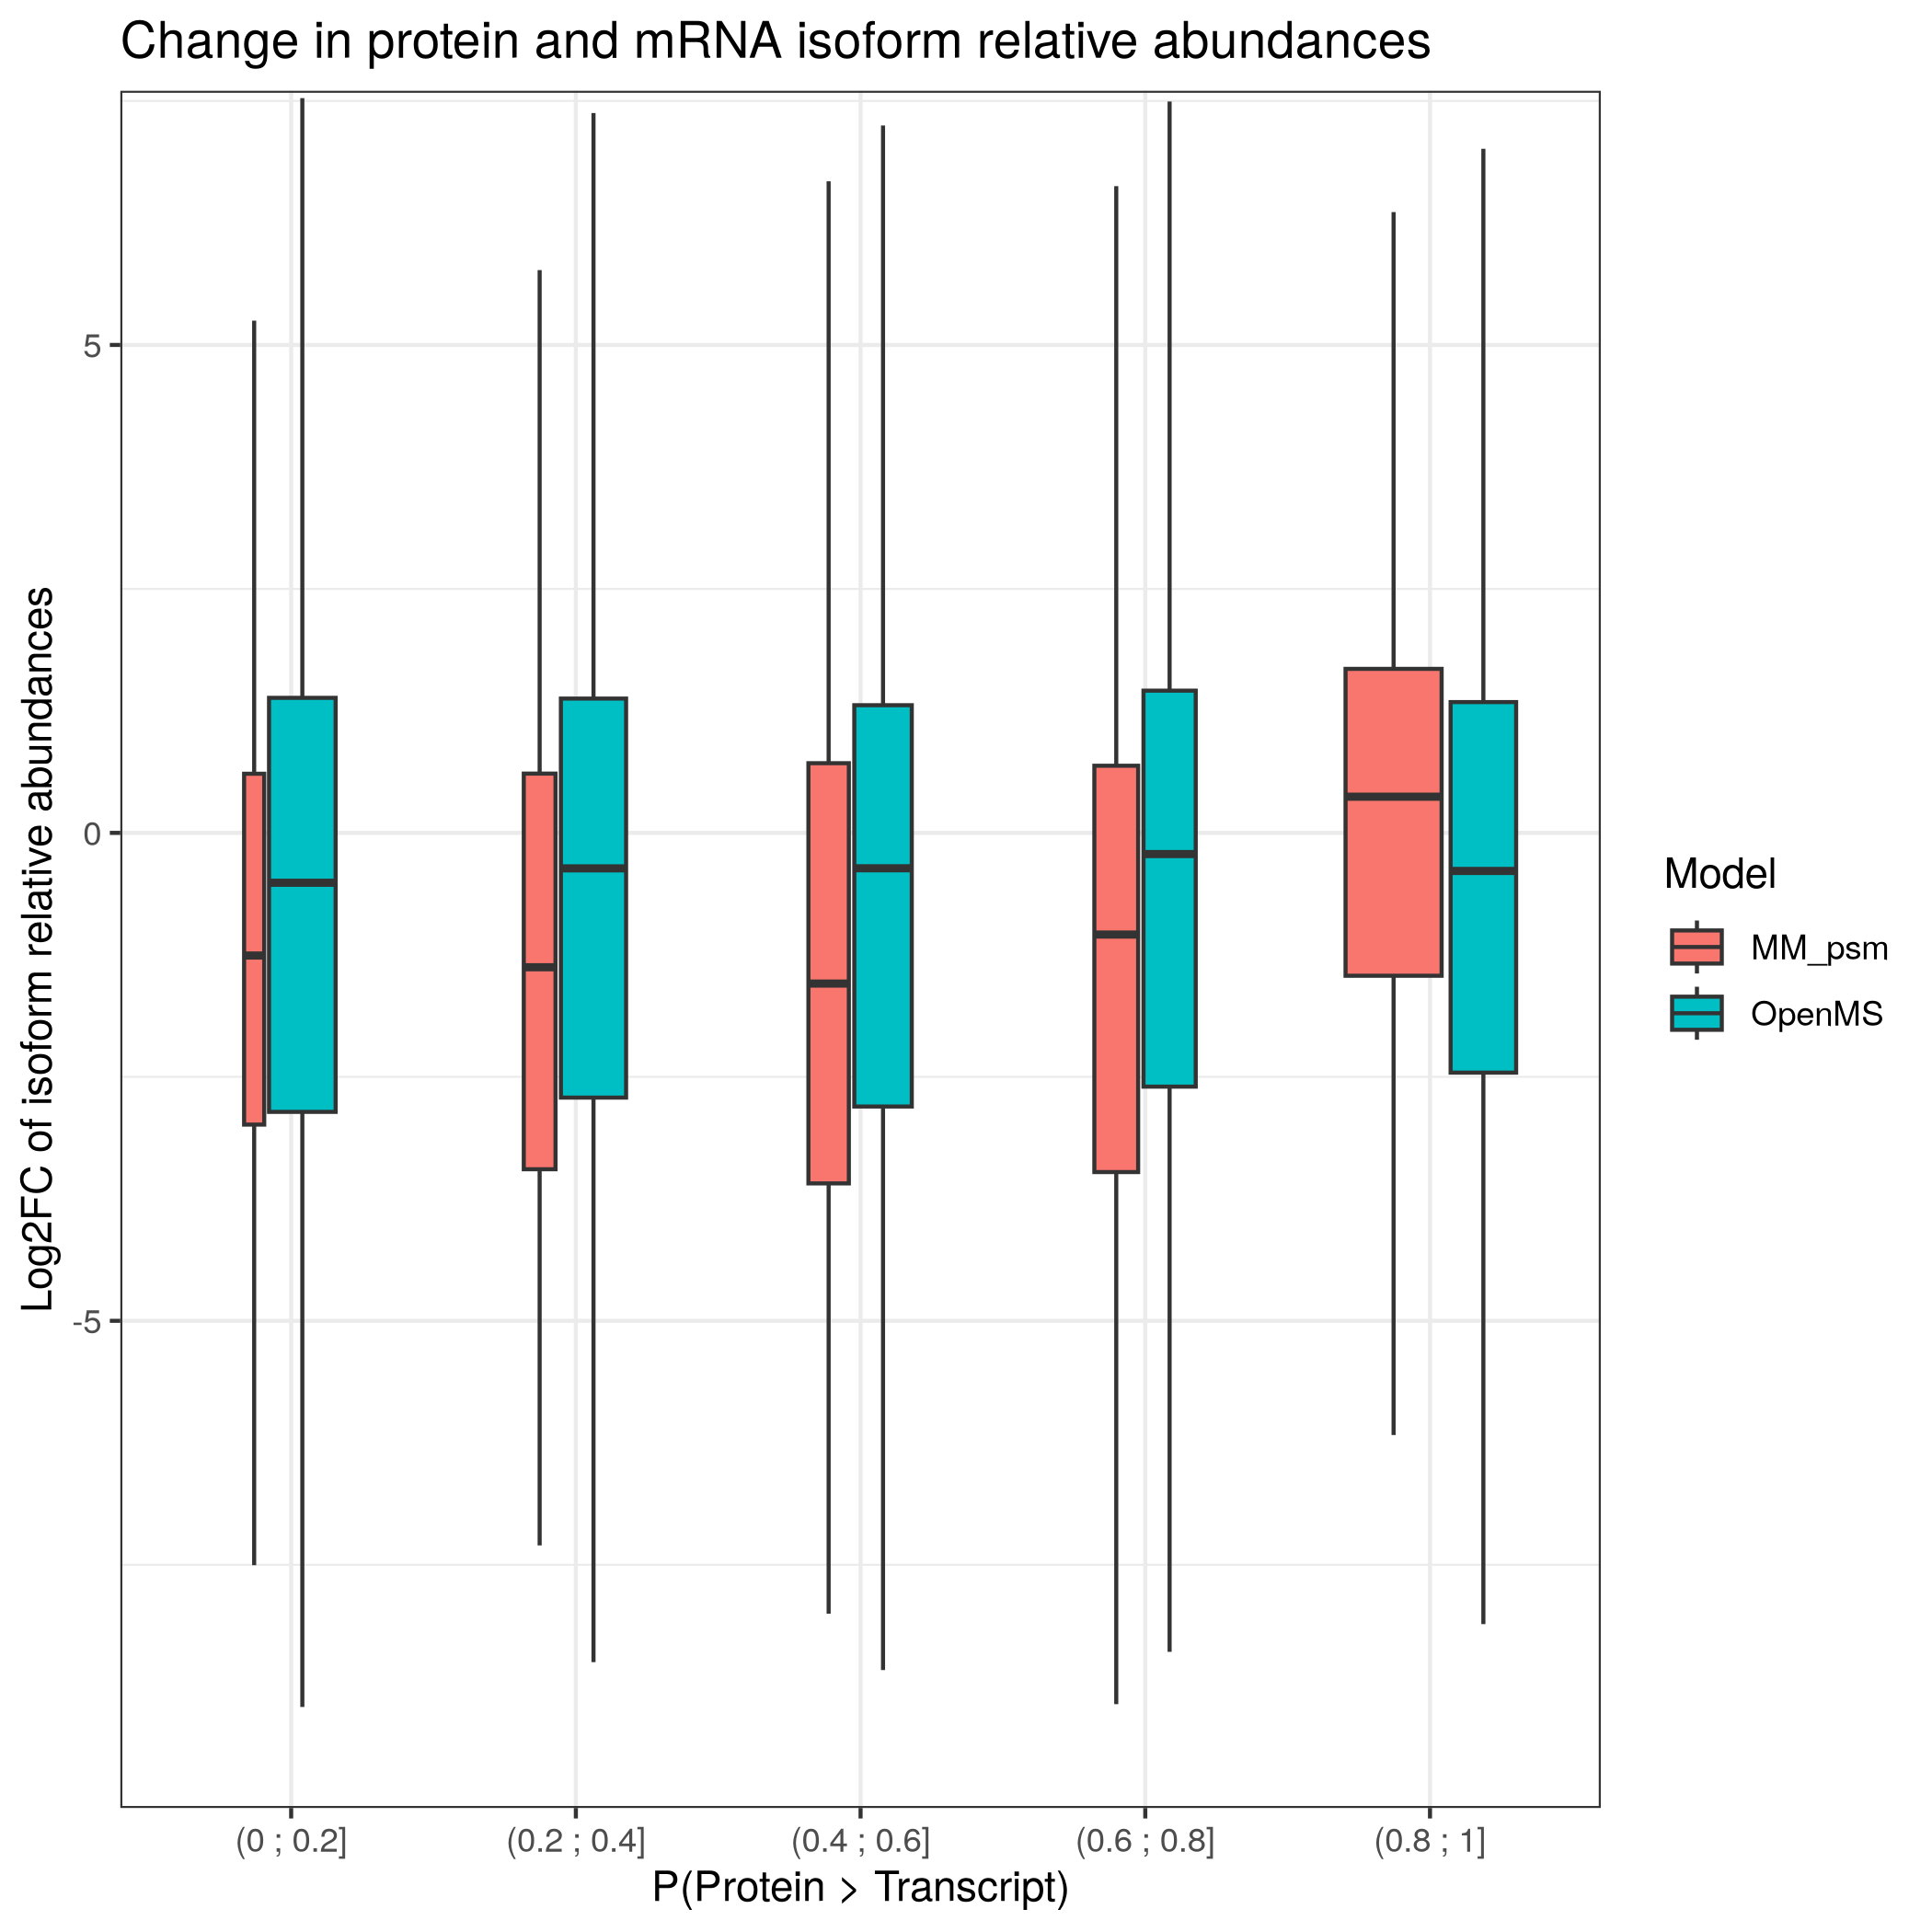 Change in protein and mRNA isoform relative abundances
Log2FC of isoform relative abundances
5
0
-5
(0 ; 0.2]
(0.2 ; 0.4]
(0.4 ; 0.6]
(0.6 ; 0.8]
(0.8 ; 1]
P(Protein > Transcript)
Model
MM_psm
OpenMS